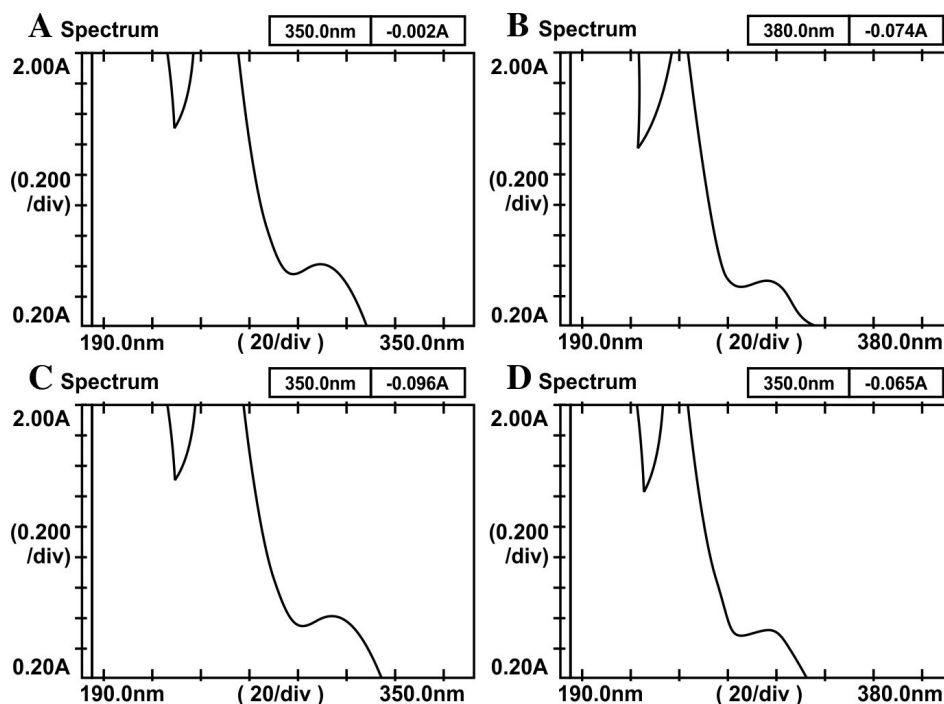 A Spectrum 350.0nm -0.002A
2.00A
(0.200
/div)
0.20A
190.0nm ( 20/div ) 350.0nm
B Spectrum 380.0nm -0.074A
2.00A
(0.200
/div)
0.20A
190.0nm ( 20/div ) 380.0nm
C Spectrum 350.0nm -0.096A
2.00A
(0.200
/div)
0.20A
190.0nm ( 20/div ) 350.0nm
D Spectrum 350.0nm -0.065A
2.00A
(0.200
/div)
0.20A
190.0nm ( 20/div ) 380.0nm